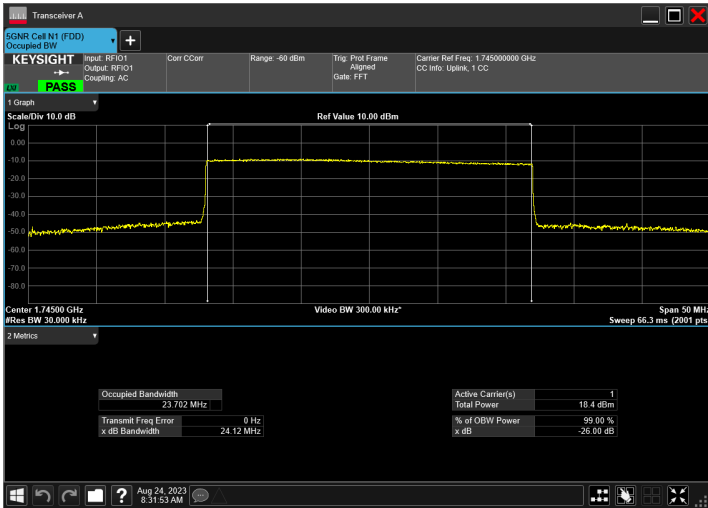 Transceiver A
5GNR Cell N1 (FDD)
Occupied BW
KEYSIGHT
PASS
Input: RFIO1
Output: RFIO1
Coupling: AC
Corr CCorr
Range: -60 dBm
Trig: Prot Frame
Aligned
Gate: FFT
Carrier Ref Freq: 1.745000000 GHz
CC Info: Uplink, 1 CC
1 Graph
Scale/Div 10.0 dB
Ref Value 10.00 dBm
Log
0.00
-10.0
-20.0
-30.0
-40.0
-50.0
-60.0
-70.0
-80.0
Center 1.74500 GHz
Video BW 300.00 kHz*
Span 50 MHz
#Res BW 30.000 kHz
Sweep 66.3 ms (2001 pts
2 Metrics
Occupied Bandwidth
23.702 MHz
Transmit Freq Error 0 Hz
x dB Bandwidth 24.12 MHz
Active Carrier(s) 1
Total Power 18.4 dBm
% of OBW Power 99.00 %
x dB -26.00 dB
Aug 24, 2023
8:31:53 AM